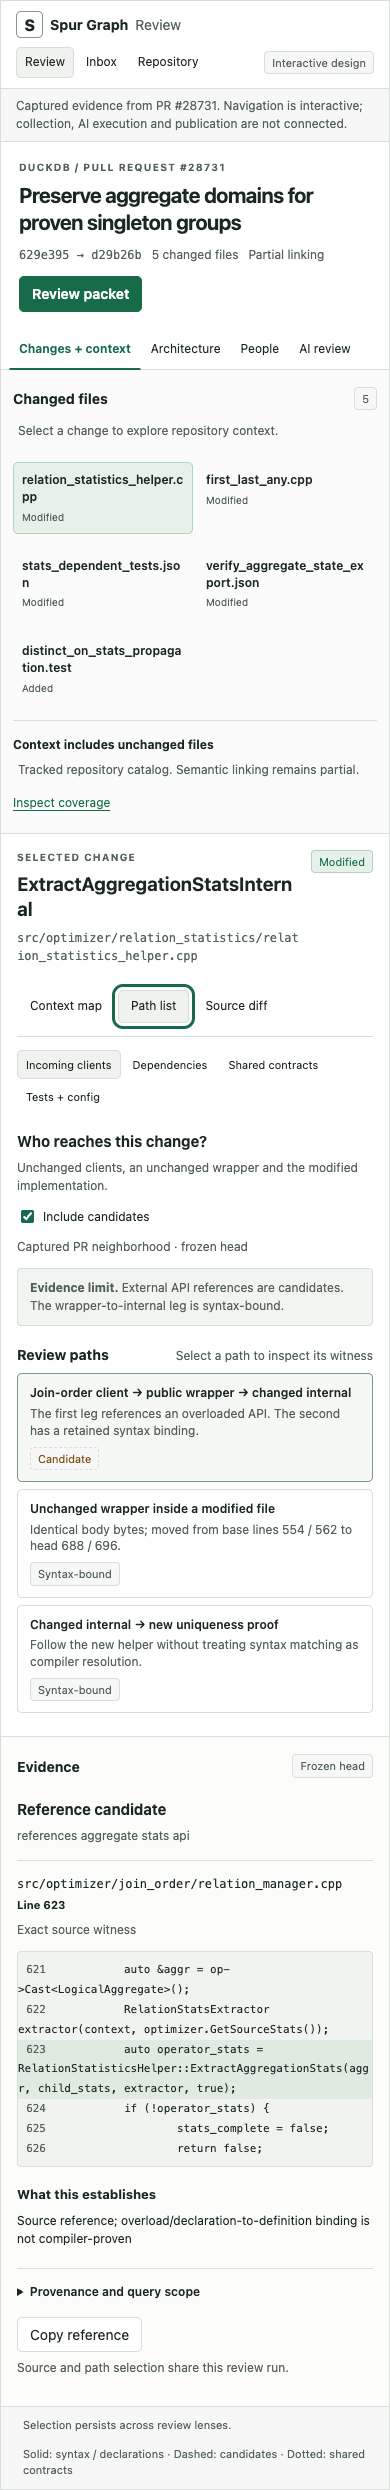 S Spur Graph Review
Review Inbox Repository Interactive design
Captured evidence from PR #28731. Navigation is interactive;
collection, AI execution and publication are not connected.
DUCKDB / PULL REQUEST #28731
Preserve aggregate domains for
proven singleton groups
629e395 → d29b26b 5 changed files Partial linking
Review packet
Changes + context Architecture People AI review
Changed files 5
Select a change to explore repository context.
relation_statistics_helper.c
pp
Modified
first_last_any.cpp
Modified
stats_dependent_tests.jso
n
Modified
verify_aggregate_state_ex
port.json
Modified
distinct_on_stats_propaga
tion.test
Added
Context includes unchanged files
Tracked repository catalog. Semantic linking remains partial.
Inspect coverage
SELECTED CHANGE
Modified
ExtractAggregationStatsIntern
al
src/optimizer/relation_statistics/relat
ion_statistics_helper.cpp
Context map Path list Source diff
Incoming clients Dependencies Shared contracts
Tests + config
Who reaches this change?
Unchanged clients, an unchanged wrapper and the modified
implementation.
Include candidates
Captured PR neighborhood · frozen head
Evidence limit. External API references are candidates.
The wrapper-to-internal leg is syntax-bound.
Review paths Select a path to inspect its witness
Join-order client → public wrapper → changed internal
The first leg references an overloaded API. The second
has a retained syntax binding.
Candidate
Unchanged wrapper inside a modified file
Identical body bytes; moved from base lines 554 / 562 to
head 688 / 696.
Syntax-bound
Changed internal → new uniqueness proof
Follow the new helper without treating syntax matching as
compiler resolution.
Syntax-bound
Evidence Frozen head
Reference candidate
references aggregate stats api
src/optimizer/join_order/relation_manager.cpp
Line 623
Exact source witness
621 auto &aggr = op-
>Cast<LogicalAggregate>();
622 RelationStatsExtractor
extractor(context, optimizer.GetSourceStats());
623 auto operator_stats =
RelationStatisticsHelper::ExtractAggregationStats(agg
r, child_stats, extractor, true);
624 if (!operator_stats) {
625 stats_complete = false;
626 return false;
What this establishes
Source reference; overload/declaration-to-definition binding is
not compiler-proven
Provenance and query scope
Copy reference
Source and path selection share this review run.
Selection persists across review lenses.
Solid: syntax / declarations · Dashed: candidates · Dotted: shared
contracts